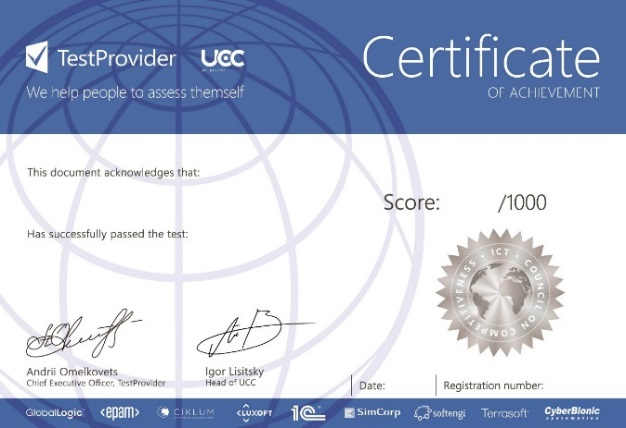 TestProvider
UCC
We help people to assess themself
Certificate
OF ACHIEVEMENT
This document acknowledges that:
Score: /1000
Has successfully passed the test:
ICT • COUNCIL ON COMPETITIVENESS •
Andrii Omelkovets
Chief Executive Officer, TestProvider
Igor Lisitsky
Head of UCC
Date:
Registration number:
GlobalLogic <epam> CIKLUM <LUXOFT 1C SimCorp softengi Terrasoft CyberBionic systematics